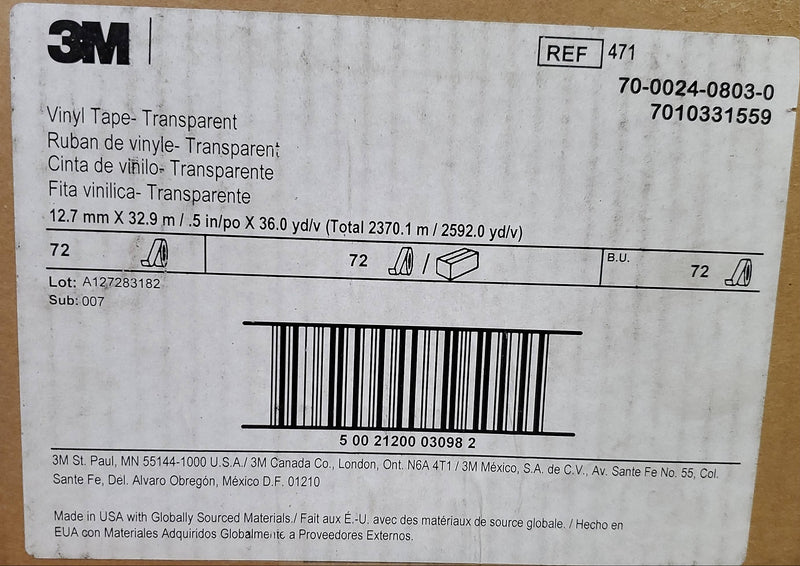 3M
REF 471
70-0024-0803-0
7010331559
Vinyl Tape- Transparent
Ruban de vinyle- Transparent
Cinta de vinilo- Transparente
Fita vinilica- Transparente
12.7 mm X 32.9 m / .5 in/po X 36.0 yd/v (Total 2370.1 m / 2592.0 yd/v)
72 72 / B.U. 72
Lot: A127283182
Sub: 007
5 00 21200 03098 2
3M St. Paul, MN 55144-1000 U.S.A./ 3M Canada Co., London, Ont. N6A 4T1 / 3M México, S.A. de C.V., Av. Sante Fe No. 55, Col.
Sante Fe, Del. Alvaro Obregón, México D.F. 01210
Made in USA with Globally Sourced Materials./ Fait aux É.-U. avec des matériaux de source globale. / Hecho en
EUA con Materiales Adquiridos Globalmente a Proveedores Externos.